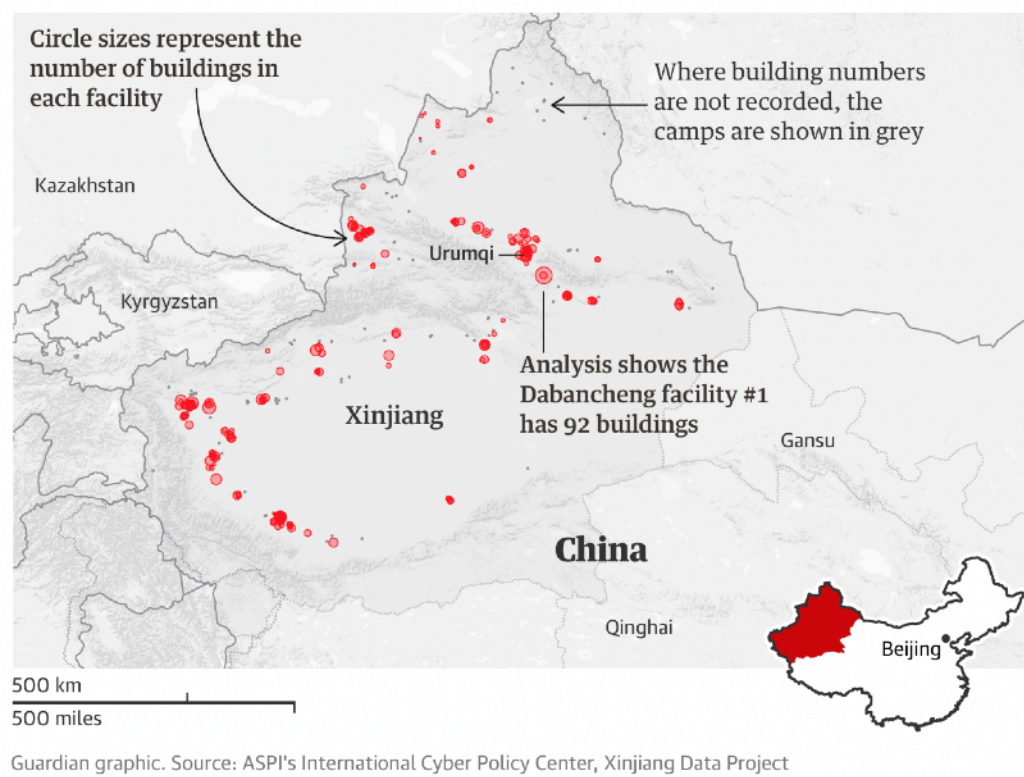 Circle sizes represent the
number of buildings in
each facility
Where building numbers
are not recorded, the
camps are shown in grey
Kazakhstan
Urumqi
Kyrgyzstan
Analysis shows the
Dabancheng facility #1
has 92 buildings
Xinjiang
Gansu
China
Qinghai
Beijing
500 km
500 miles
Guardian graphic. Source: ASPI's International Cyber Policy Center, Xinjiang Data Project